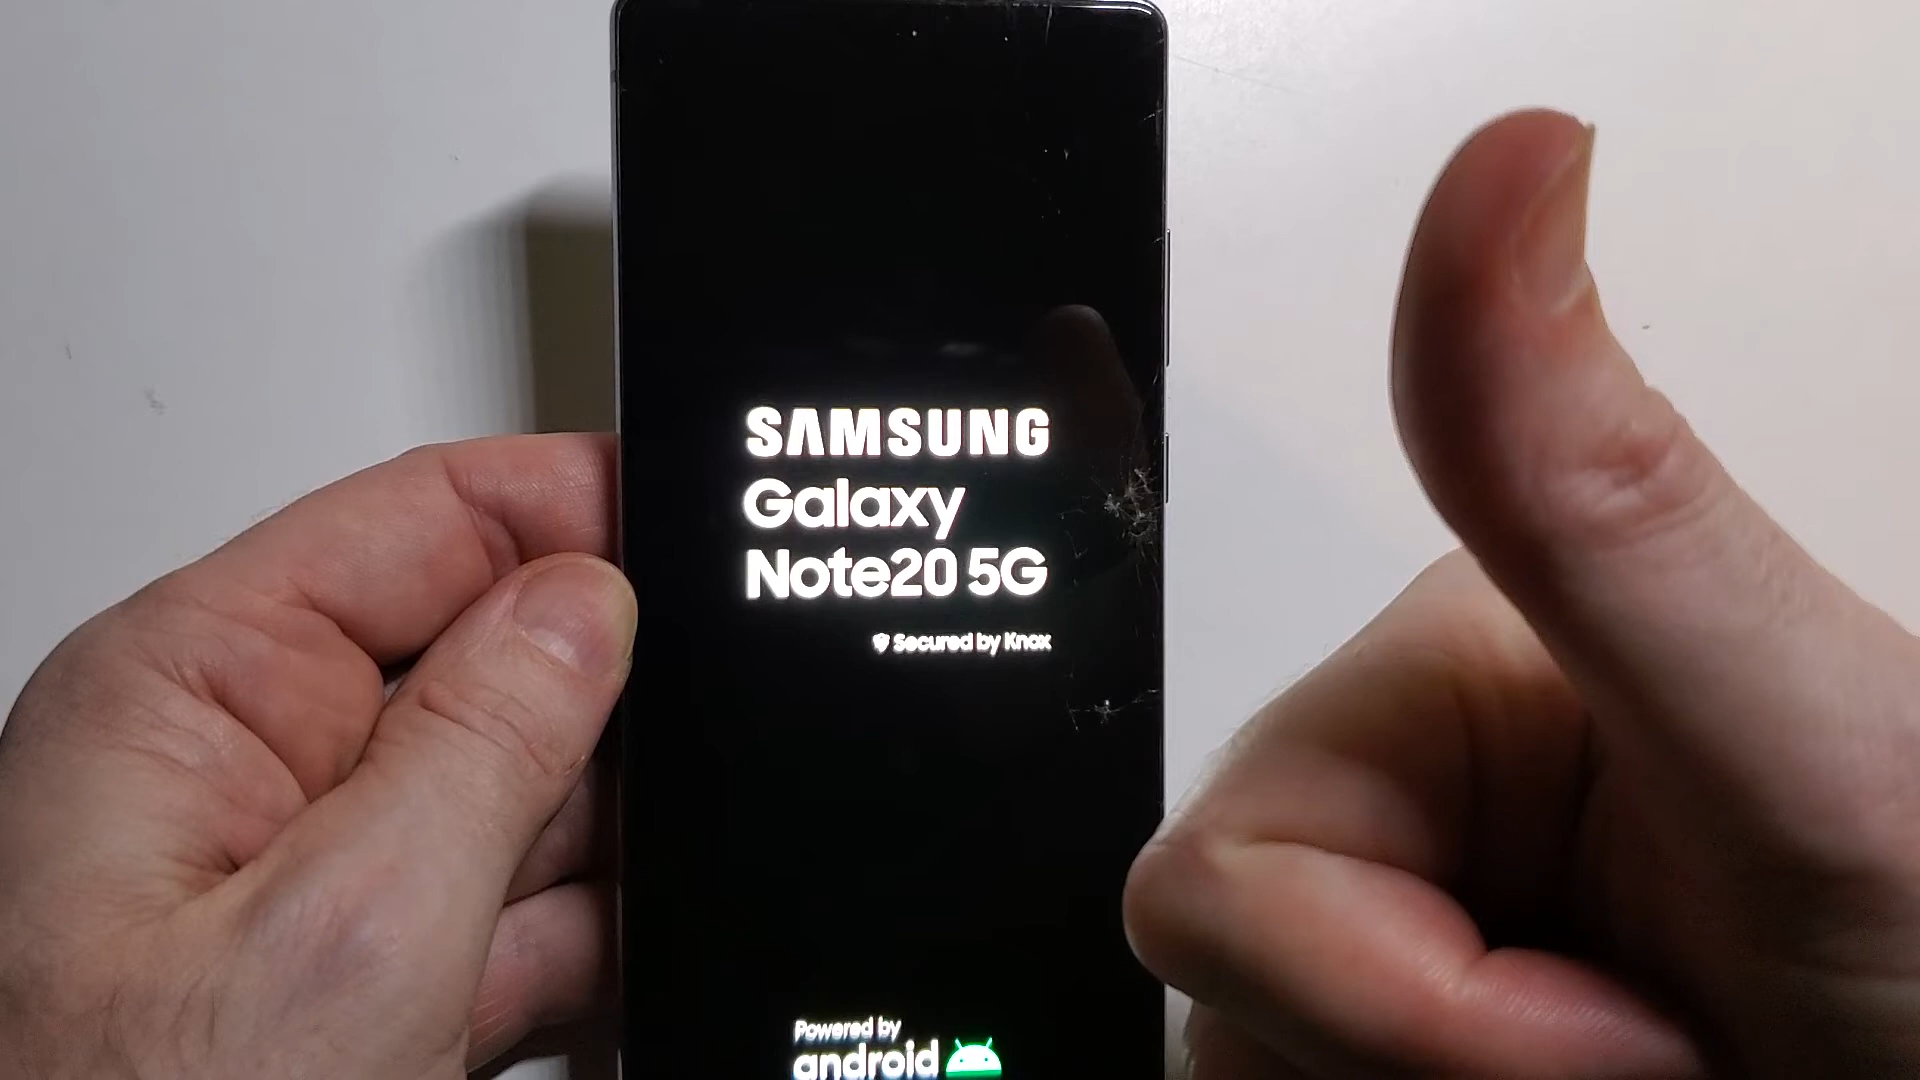 SAMSUNG
Galaxy
Note20 5G
Secured by Knox
Powered by
android